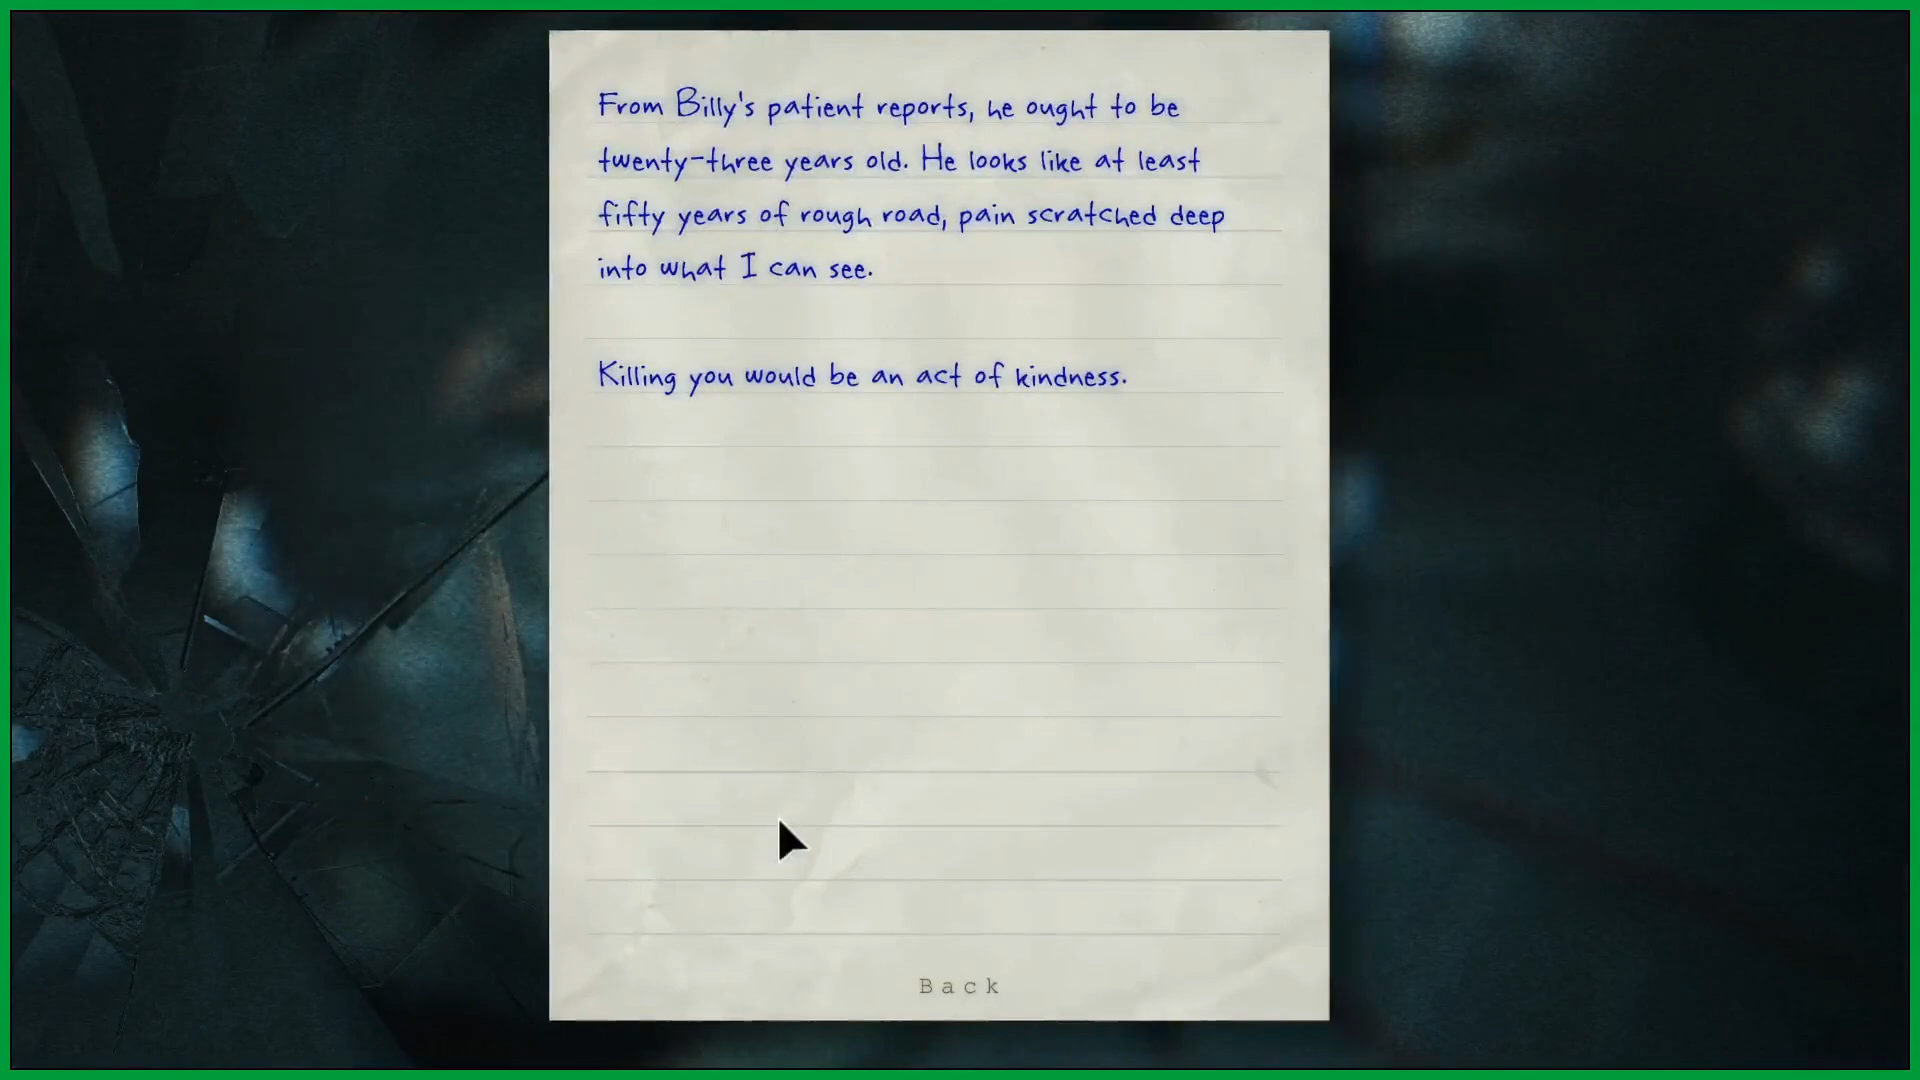 From Billy's patient reports, he ought to be
twenty-three years old. He looks like at least
fifty years of rough road, pain scratched deep
into what I can see.
Killing you would be an act of kindness.
Back